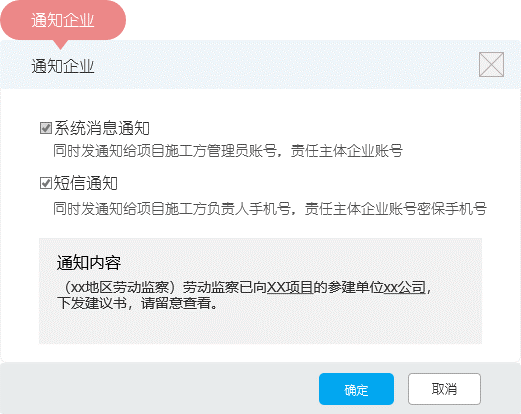 通知企业
通知企业
系统消息通知
同时发通知给项目施工方管理员账号，责任主体企业账号
短信通知
同时发通知给项目施工方负责人手机号，责任主体企业账号密保手机号
通知内容
（xx地区劳动监察）劳动监察已向XX项目的参建单位xx公司，
下发建议书，请留意查看。
确定
取消